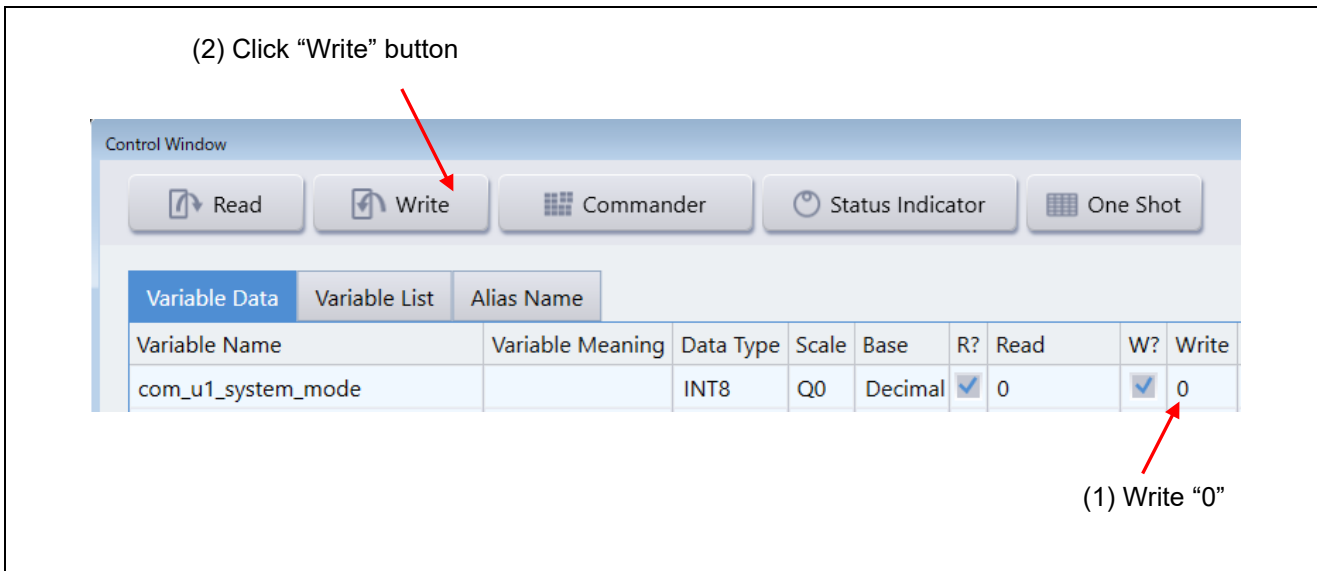 (2) Click “Write” button
Control Window
Read Write Commander Status Indicator One Shot
Variable Data Variable List Alias Name
Variable Name Variable Meaning Data Type Scale Base R? Read W? Write
com_u1_system_mode INT8 Q0 Decimal 0 0
(1) Write “0”